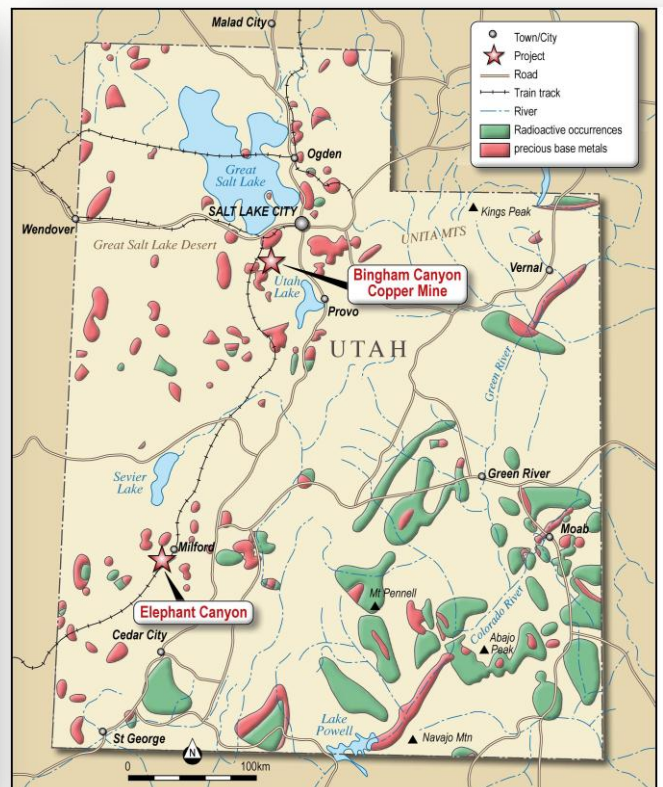 Malad City
Town/City
Project
Road
Train track
River
Radioactive occurrences
precious base metals
Ogden
Great
Salt Lake
Kings Peak
Wendover
SALT LAKE CITY
UNITA MTS
Great Salt Lake Desert
Vernal
Bingham Canyon
Copper Mine
Utah
Lake
Provo
UTAH
Green River
Sevier
Lake
Green River
Moab
Milford
Mt Pennell
Colorado River
Elephant Canyon
Abajo
Peak
Cedar City
Lake
Powell
Navajo Mtn
St George
N
0
100km